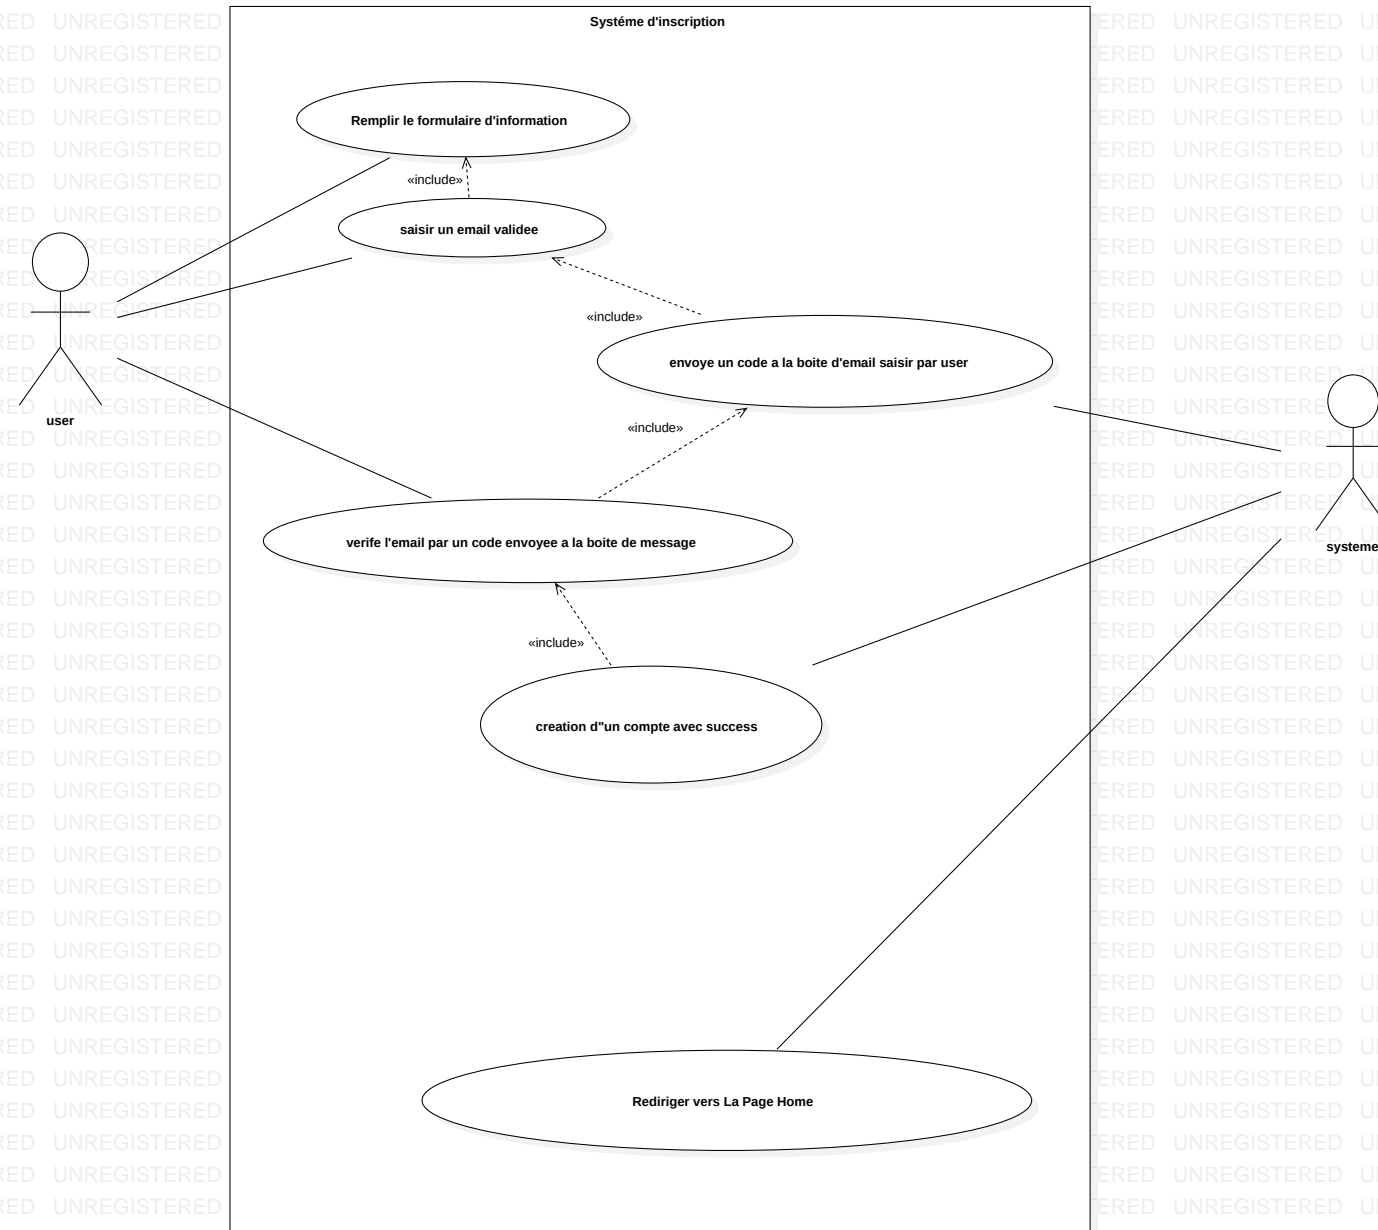 Systéme d'inscription
Remplir le formulaire d'information
«include»
saisir un email validee
«include»
envoye un code a la boite d'email saisir par user
user
«include»
verife l'email par un code envoyee a la boite de message
systeme
«include»
creation d"un compte avec success
Rediriger vers La Page Home
UNREGISTERED